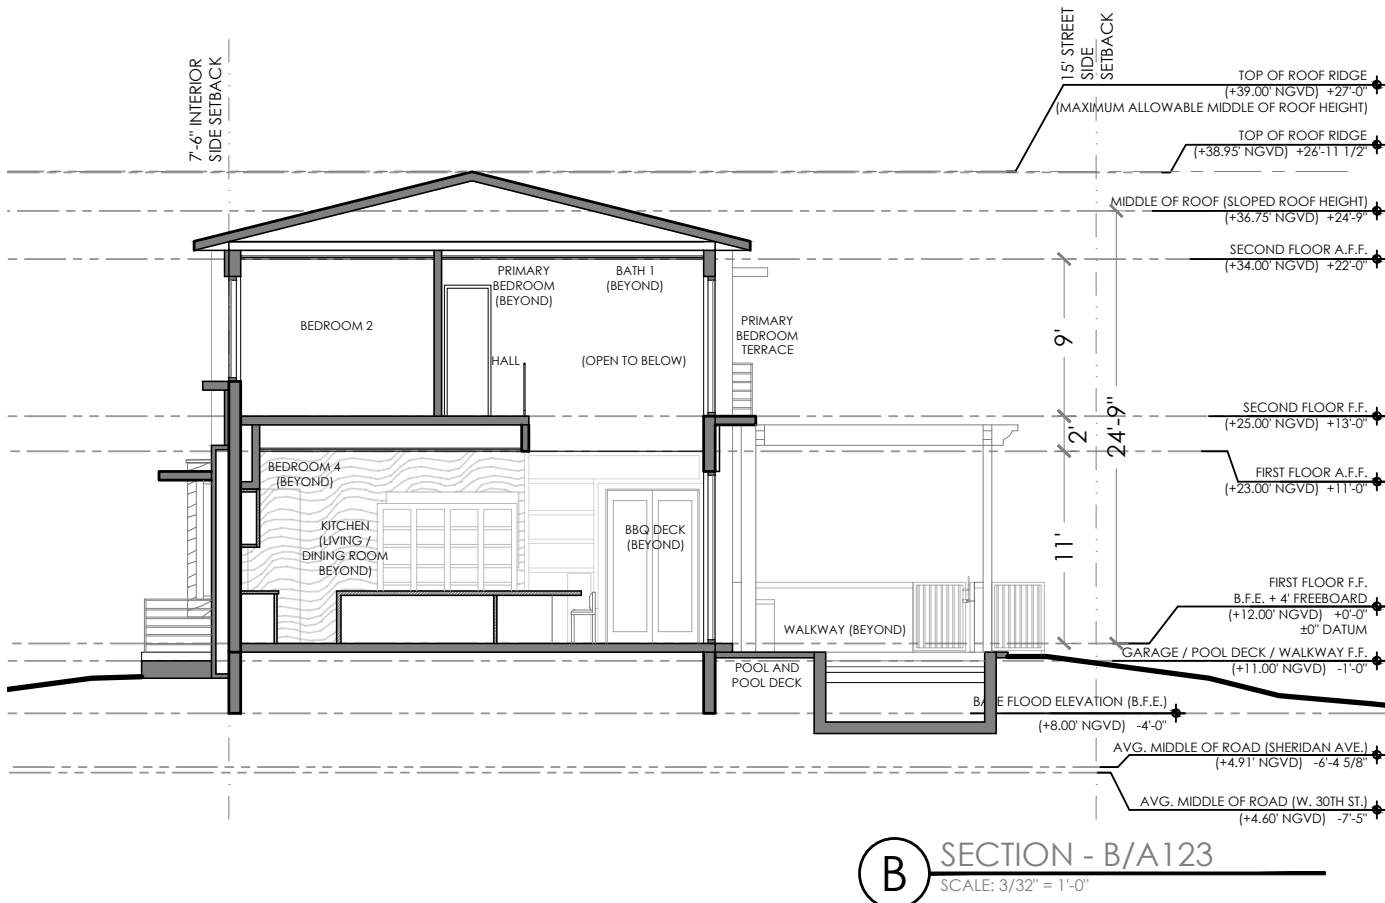 7'-6" INTERIOR
SIDE SETBACK
15' STREET
SIDE
SETBACK
TOP OF ROOF RIDGE
(+39.00' NGVD) +27'-0"
(MAXIMUM ALLOWABLE MIDDLE OF ROOF HEIGHT)
TOP OF ROOF RIDGE
(+38.95' NGVD) +26'-11 1/2"
MIDDLE OF ROOF (SLOPED ROOF HEIGHT)
(+36.75' NGVD) +24'-9"
SECOND FLOOR A.F.F.
(+34.00' NGVD) +22'-0"
PRIMARY
BEDROOM
(BEYOND)
BATH 1
(BEYOND)
BEDROOM 2
PRIMARY
BEDROOM
TERRACE
HALL
(OPEN TO BELOW)
9'
SECOND FLOOR F.F.
(+25.00' NGVD) +13'-0"
2'
24'-9"
BEDROOM 4
(BEYOND)
FIRST FLOOR A.F.F.
(+23.00' NGVD) +11'-0"
KITCHEN
(LIVING /
DINING ROOM
BEYOND)
BBQ DECK
(BEYOND)
11'
FIRST FLOOR F.F.
B.F.E. + 4' FREEBOARD
(+12.00' NGVD) +0'-0"
±0" DATUM
WALKWAY (BEYOND)
GARAGE / POOL DECK / WALKWAY F.F.
(+11.00' NGVD) -1'-0"
POOL AND
POOL DECK
BASE FLOOD ELEVATION (B.F.E.)
(+8.00' NGVD) -4'-0"
AVG. MIDDLE OF ROAD (SHERIDAN AVE.)
(+4.91' NGVD) -6'-4 5/8"
AVG. MIDDLE OF ROAD (W. 30TH ST.)
(+4.60' NGVD) -7'-5"
B
SECTION - B/A123
SCALE: 3/32" = 1'-0"